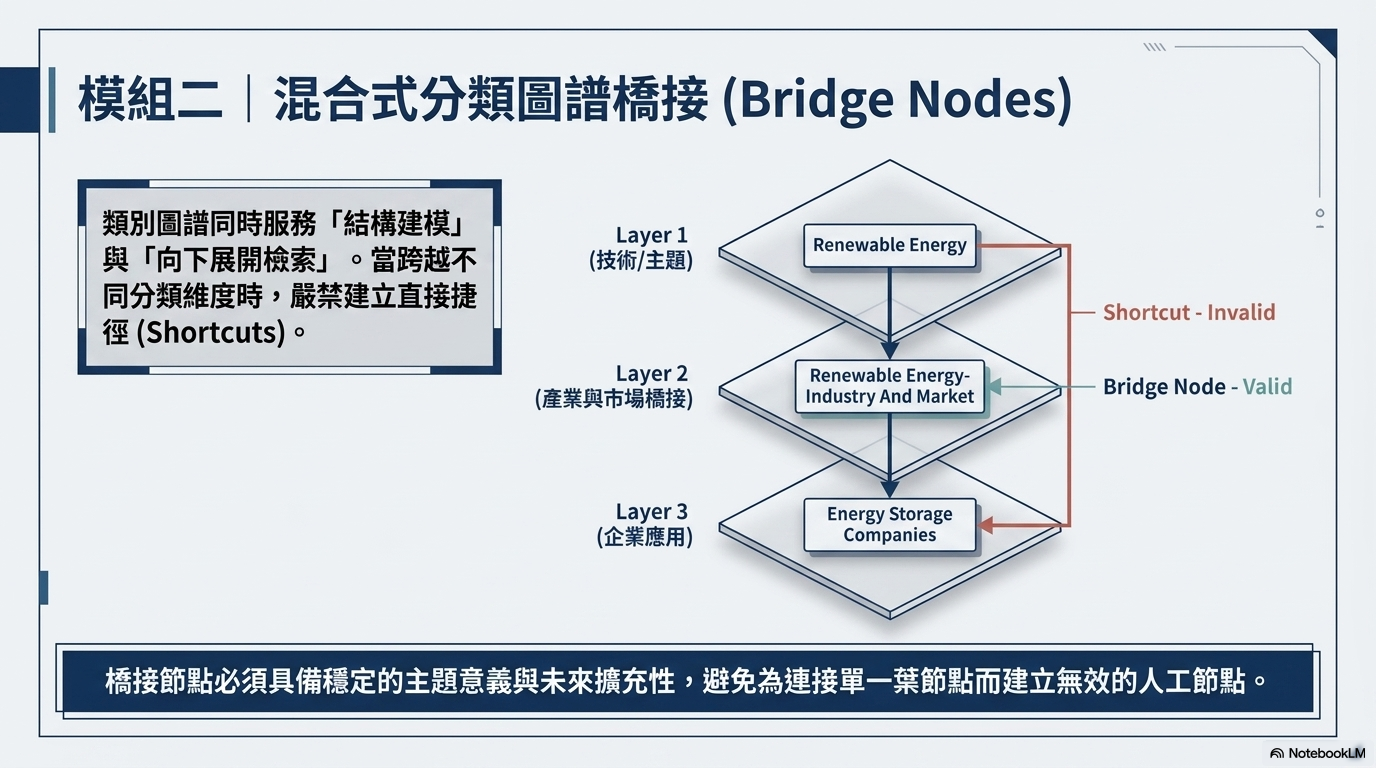 模組二｜混合式分類圖譜橋接 (Bridge Nodes)
類別圖譜同時服務「結構建模」
與「向下展開檢索」。當跨越不
同分類維度時，嚴禁建立直接捷
徑 (Shortcuts)。
Layer 1
(技術/主題)
Renewable Energy
Shortcut - Invalid
Layer 2
(產業與市場橋接)
Renewable Energy-
Industry And Market
Bridge Node - Valid
Layer 3
(企業應用)
Energy Storage
Companies
橋接節點必須具備穩定的主題意義與未來擴充性，避免為連接單一葉節點而建立無效的人工節點。
NotebookLM